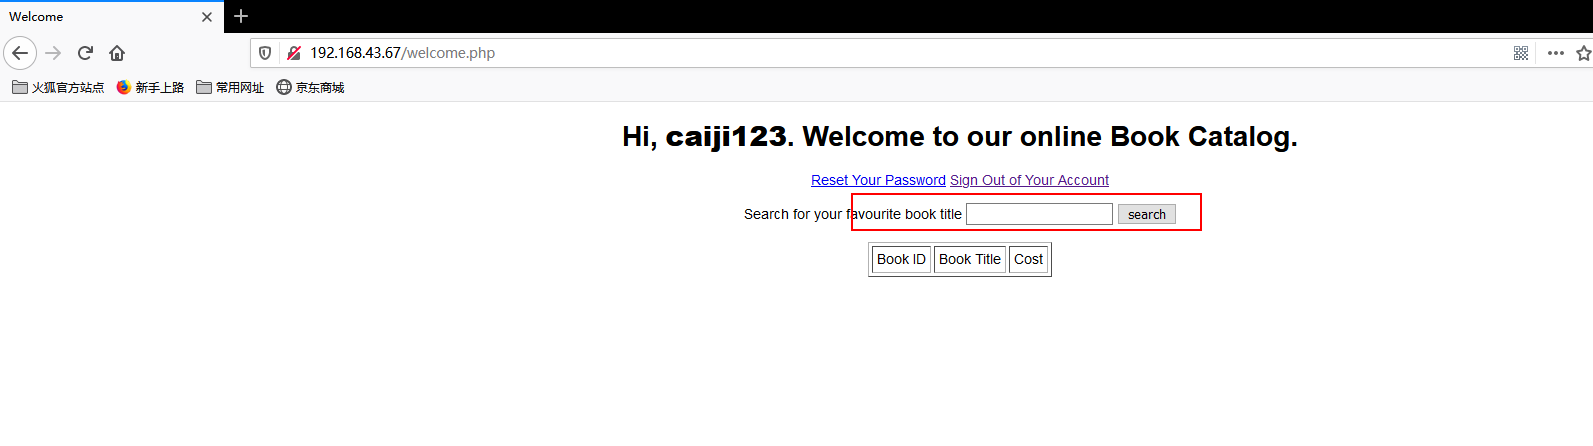 Welcome
192.168.43.67/welcome.php
火狐官方站点 新手上路 常用网址 京东商城
Hi, caiji123. Welcome to our online Book Catalog.
Reset Your Password Sign Out of Your Account
Search for your favourite book title search
Book ID Book Title Cost